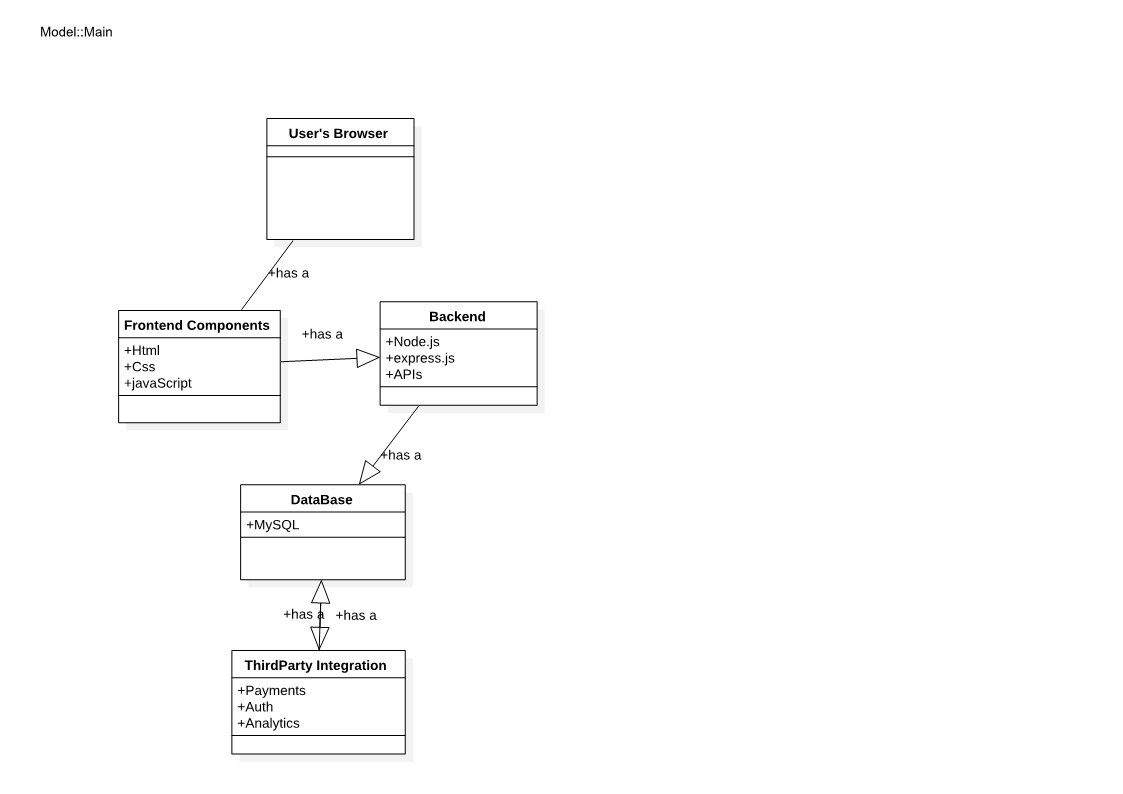 Model::Main
User's Browser
+has a
Frontend Components
+Html
+Css
+javaScript
+has a
Backend
+Node.js
+express.js
+APIs
+has a
DataBase
+MySQL
+has a
+has a
ThirdParty Integration
+Payments
+Auth
+Analytics